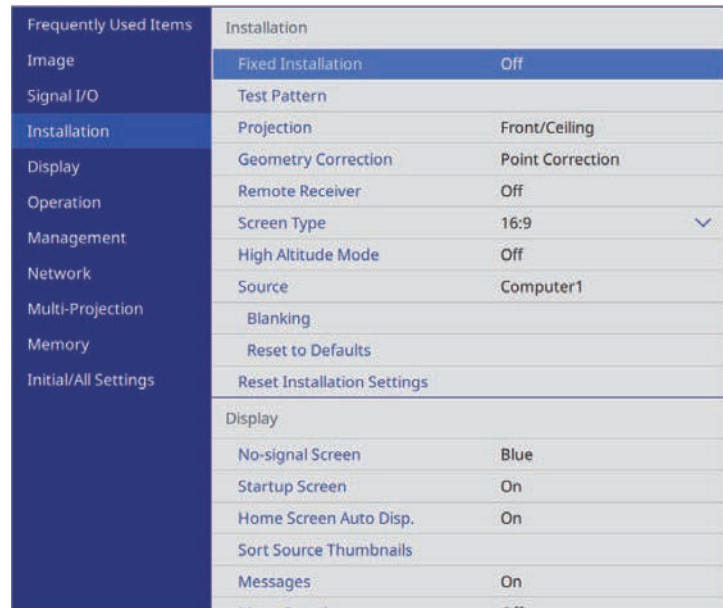 Frequently Used Items
Image
Signal I/O
Installation
Display
Operation
Management
Network
Multi-Projection
Memory
Initial/All Settings
Installation
Fixed Installation Off
Test Pattern
Projection Front/Ceiling
Geometry Correction Point Correction
Remote Receiver Off
Screen Type 16:9
High Altitude Mode Off
Source Computer1
Blanking
Reset to Defaults
Reset Installation Settings
Display
No-signal Screen Blue
Startup Screen On
Home Screen Auto Disp. On
Sort Source Thumbnails
Messages On